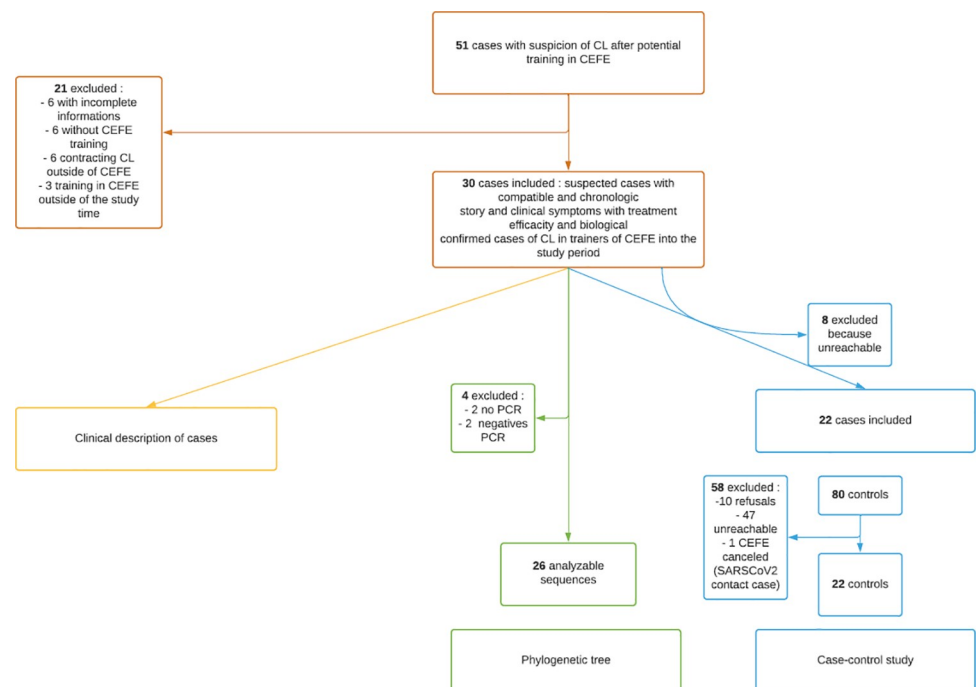 51 cases with suspicion of CL after potential
training in CEFE
21 excluded :
- 6 with incomplete
informations
- 6 without CEFE
training
- 6 contracting CL
outside of CEFE
- 3 training in CEFE
outside of the study
time
30 cases included : suspected cases with
compatible and chronologic
story and clinical symptoms with treatment
efficacity and biological
confirmed cases of CL in trainers of CEFE into the
study period
8 excluded
because
unreachable
4 excluded :
- 2 no PCR
- 2 negatives
PCR
Clinical description of cases
22 cases included
58 excluded :
-10 refusals
- 47
unreachable
- 1 CEFE
canceled
(SARSCoV2
contact case)
80 controls
26 analyzable
sequences
22 controls
Phylogenetic tree
Case-control study